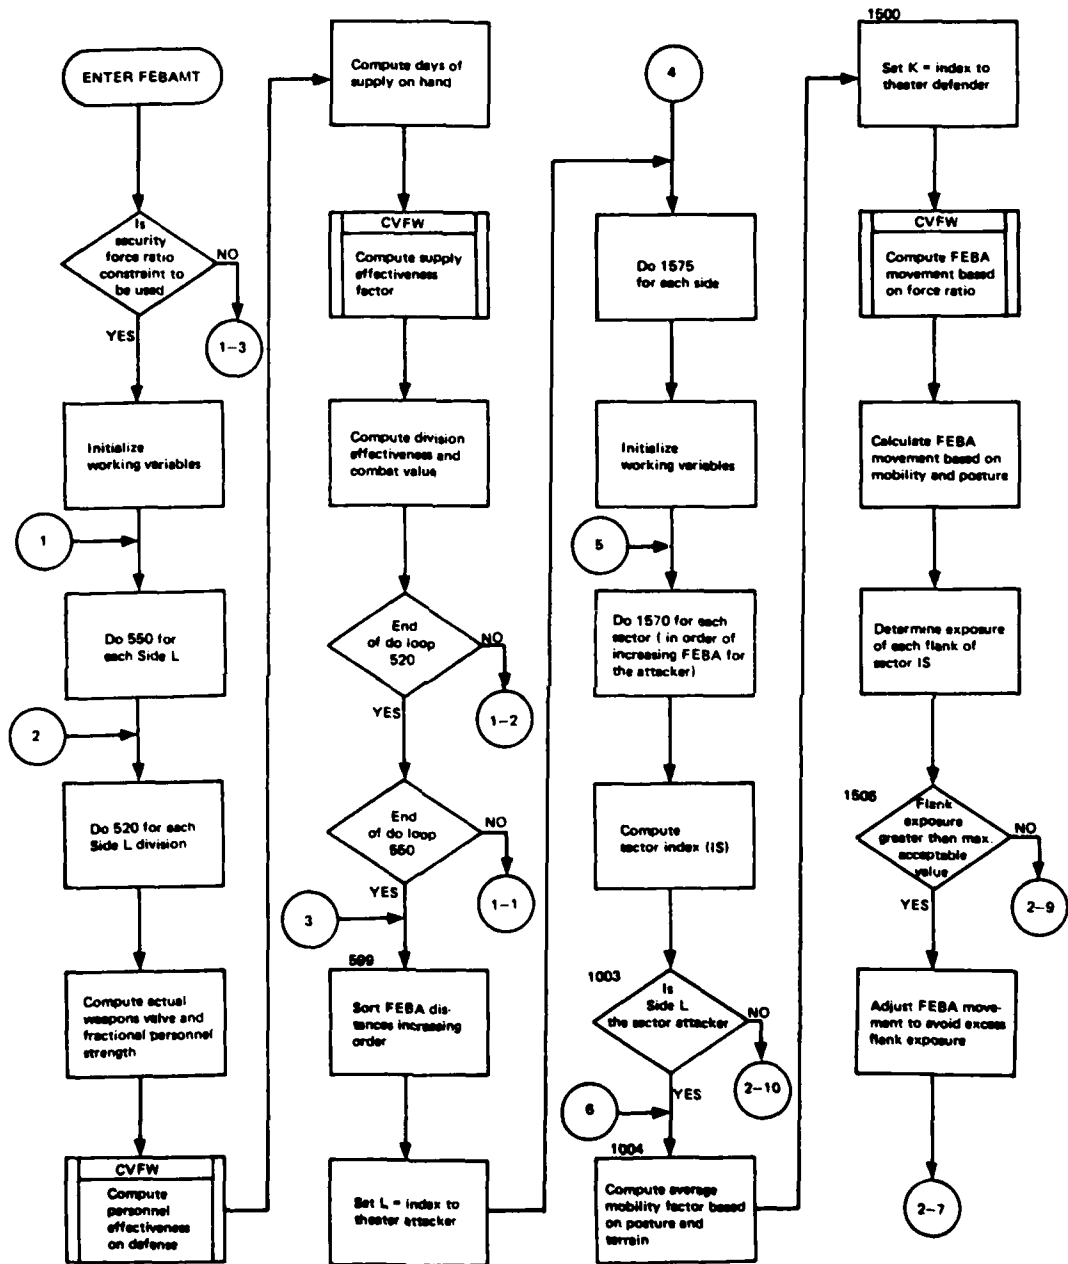 ENTER FEBAMT
Is
security
force ratio
constraint to
be used
NO
1-3
YES
Initialize
working variables
1
Do 550 for
each Side L
2
Do 520 for each
Side L division
Compute actual
weapons valve and
fractional personnel
strength
CVFW
Compute
personnel
effectiveness
on defense
Compute days of
supply on hand
CVFW
Compute supply
effectiveness
factor
Compute division
effectiveness and
combat value
End
of do loop
520
NO
1-2
YES
End
of do loop
550
NO
1-1
YES
3
599
Sort FEBA dis-
tances increasing
order
Set L = index to
theater attacker
4
Do 1575
for each side
Initialize
working variables
5
Do 1570 for each
sector ( in order of
increasing FEBA for
the attacker)
Compute
sector index (IS)
1003
Is
Side L
the sector attacker
NO
2-10
YES
6
1004
Compute average
mobility factor based
on posture and
terrain
1500
Set K = index to
theater defender
CVFW
Compute FEBA
movement based
on force ratio
Calculate FEBA
movement based on
mobility and posture
Determine exposure
of each flank of
sector IS
1506
Flank
exposure
greater than max.
acceptable
value
NO
2-9
YES
Adjust FEBA move-
ment to avoid excess
flank exposure
2-7